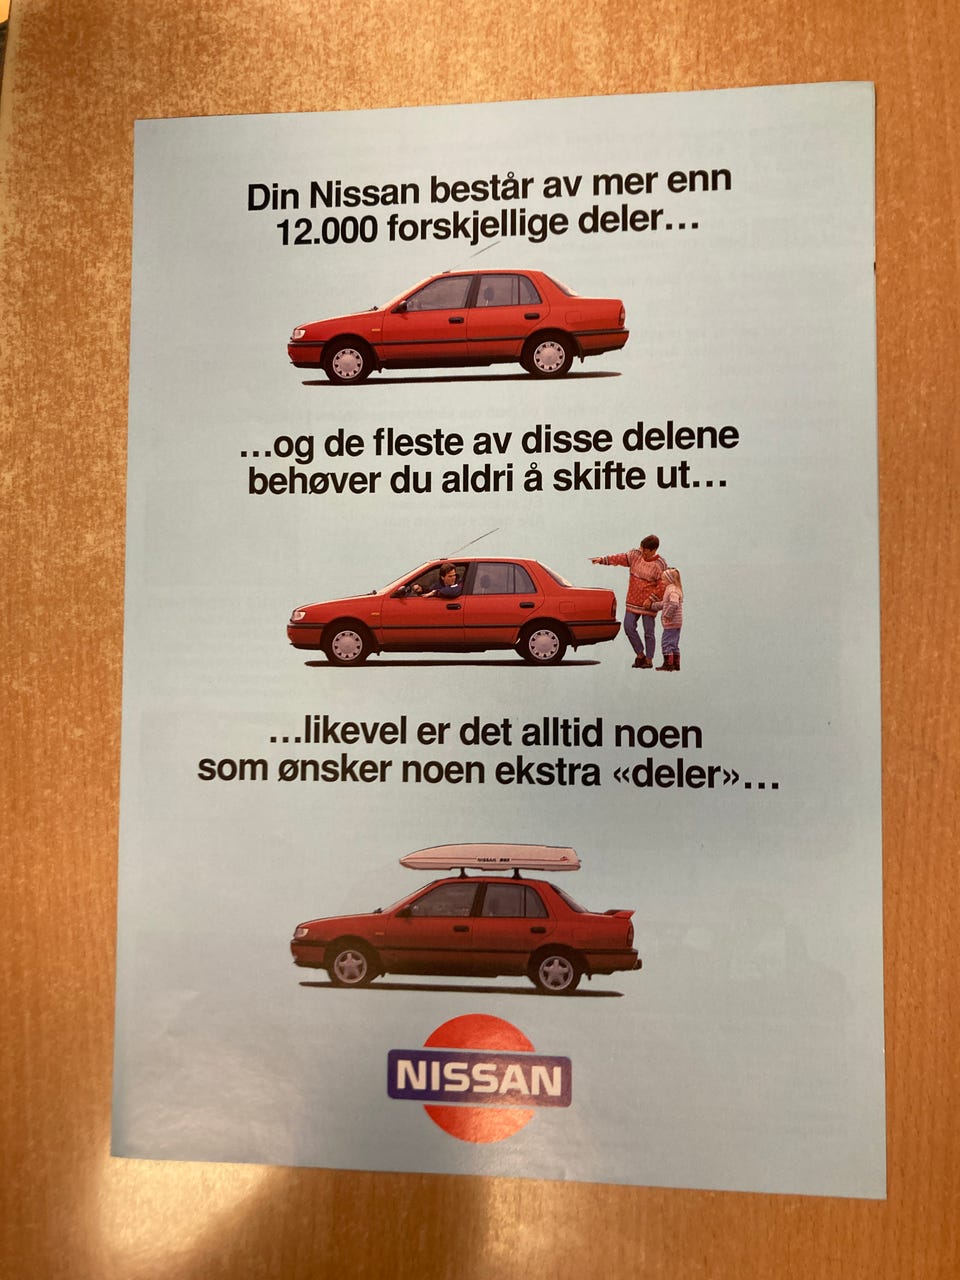 Din Nissan består av mer enn
12.000 forskjellige deler...
...og de fleste av disse delene
behøver du aldri å skifte ut...
...likevel er det alltid noen
som ønsker noen ekstra «deler»...
NISSAN
NISSAN